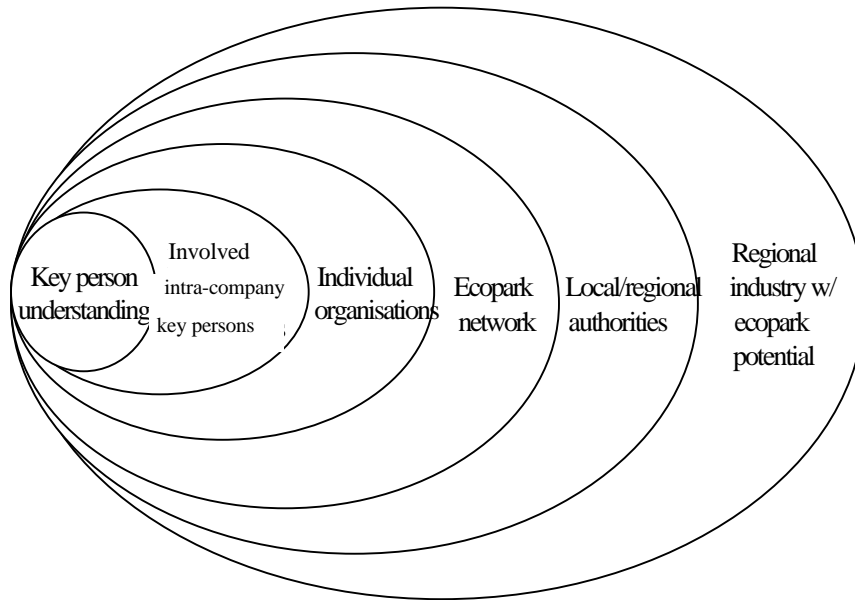 Key person
understanding
Involved
intra-company
key persons
Individual
organisations
Ecopark
network
Local/regional
authorities
Regional
industry w/
ecopark
potential